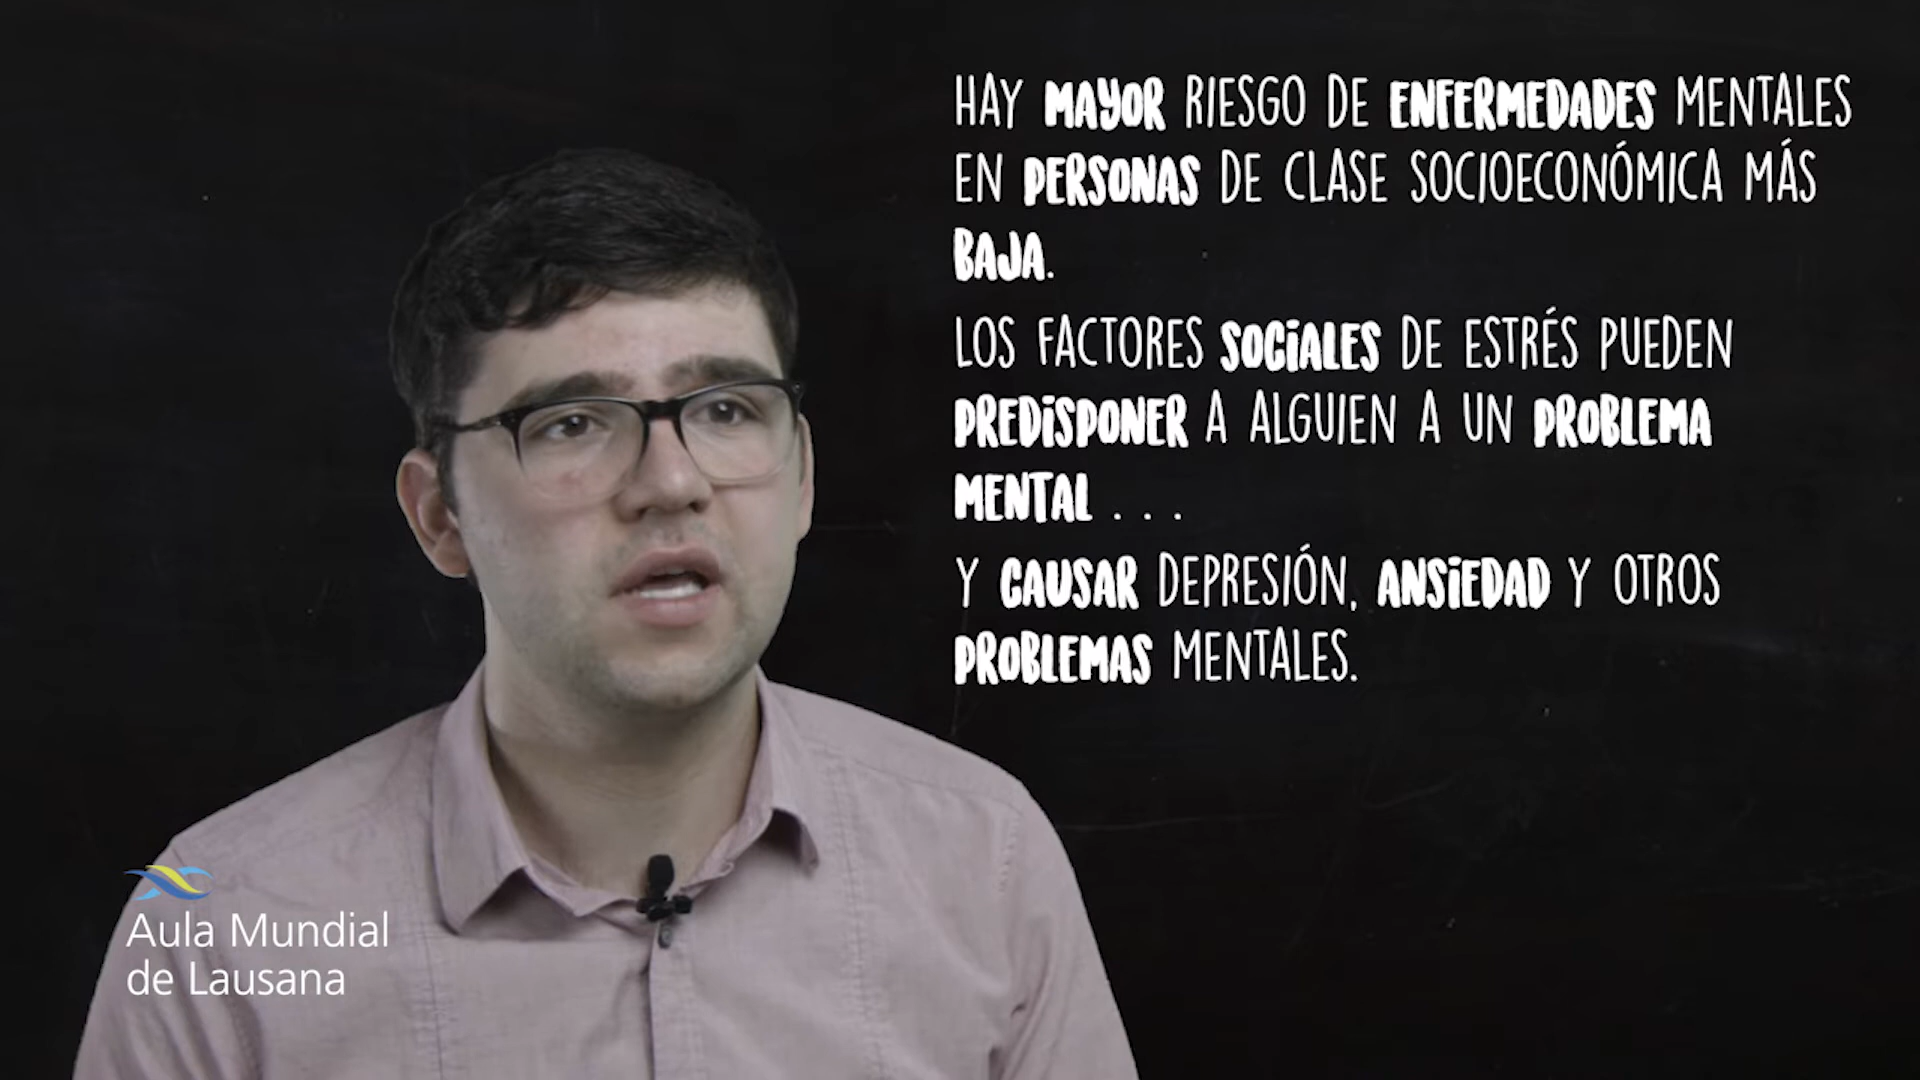 HAY MAYOR RIESGO DE ENFERMEDADES MENTALES
EN PERSONAS DE CLASE SOCIOECONÓMICA MÁS
BAJA.
LOS FACTORES SOCIALES DE ESTRÉS PUEDEN
PREDISPONER A ALGUIEN A UN PROBLEMA
MENTAL . . .
Y CAUSAR DEPRESIÓN, ANSIEDAD Y OTROS
PROBLEMAS MENTALES.
Aula Mundial
de Lausana